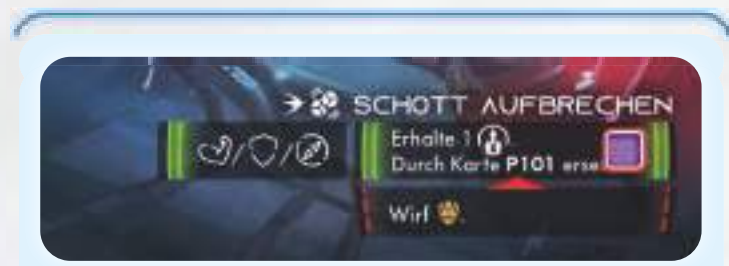 SCHOTT AUFBRECHEN
/ /
Erhalte 1
Durch Karte P101 erse
Wirf